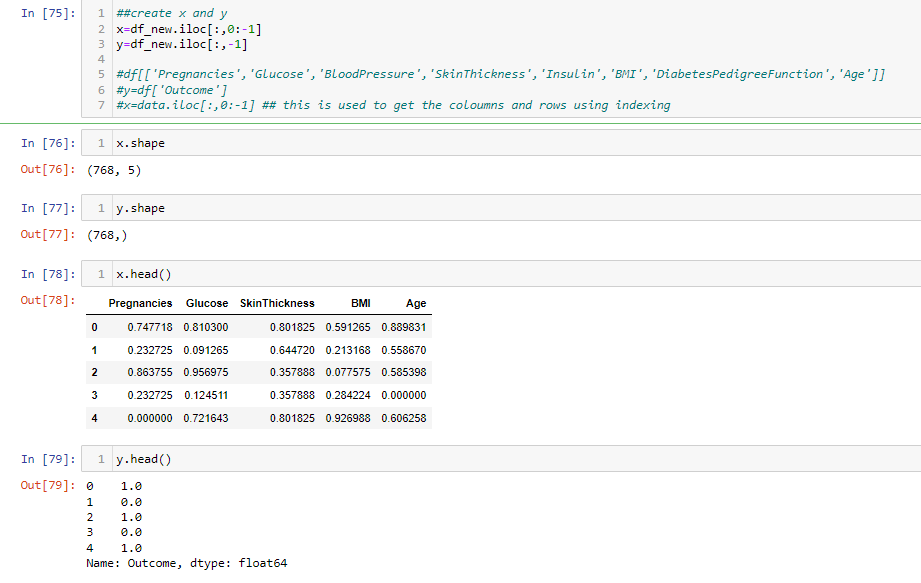 In [75]: 1 ##create x and y
2 x=df_new.iloc[:,0:-1]
3 y=df_new.iloc[:,-1]
4
5 #df[['Pregnancies','Glucose','BloodPressure','SkinThickness','Insulin','BMI','DiabetesPedigreeFunction','Age']]
6 #y=df['Outcome']
7 #x=data.iloc[:,0:-1] ## this is used to get the coloumns and rows using indexing
In [76]: 1 x.shape
Out[76]: (768, 5)
In [77]: 1 y.shape
Out[77]: (768,)
In [78]: 1 x.head()
Out[78]:
Pregnancies Glucose SkinThickness BMI Age
0 0.747718 0.810300 0.801825 0.591265 0.889831
1 0.232725 0.091265 0.644720 0.213168 0.558670
2 0.863755 0.956975 0.357888 0.077575 0.585398
3 0.232725 0.124511 0.357888 0.284224 0.000000
4 0.000000 0.721643 0.801825 0.926988 0.606258
In [79]: 1 y.head()
Out[79]: 0 1.0
1 0.0
2 1.0
3 0.0
4 1.0
Name: Outcome, dtype: float64